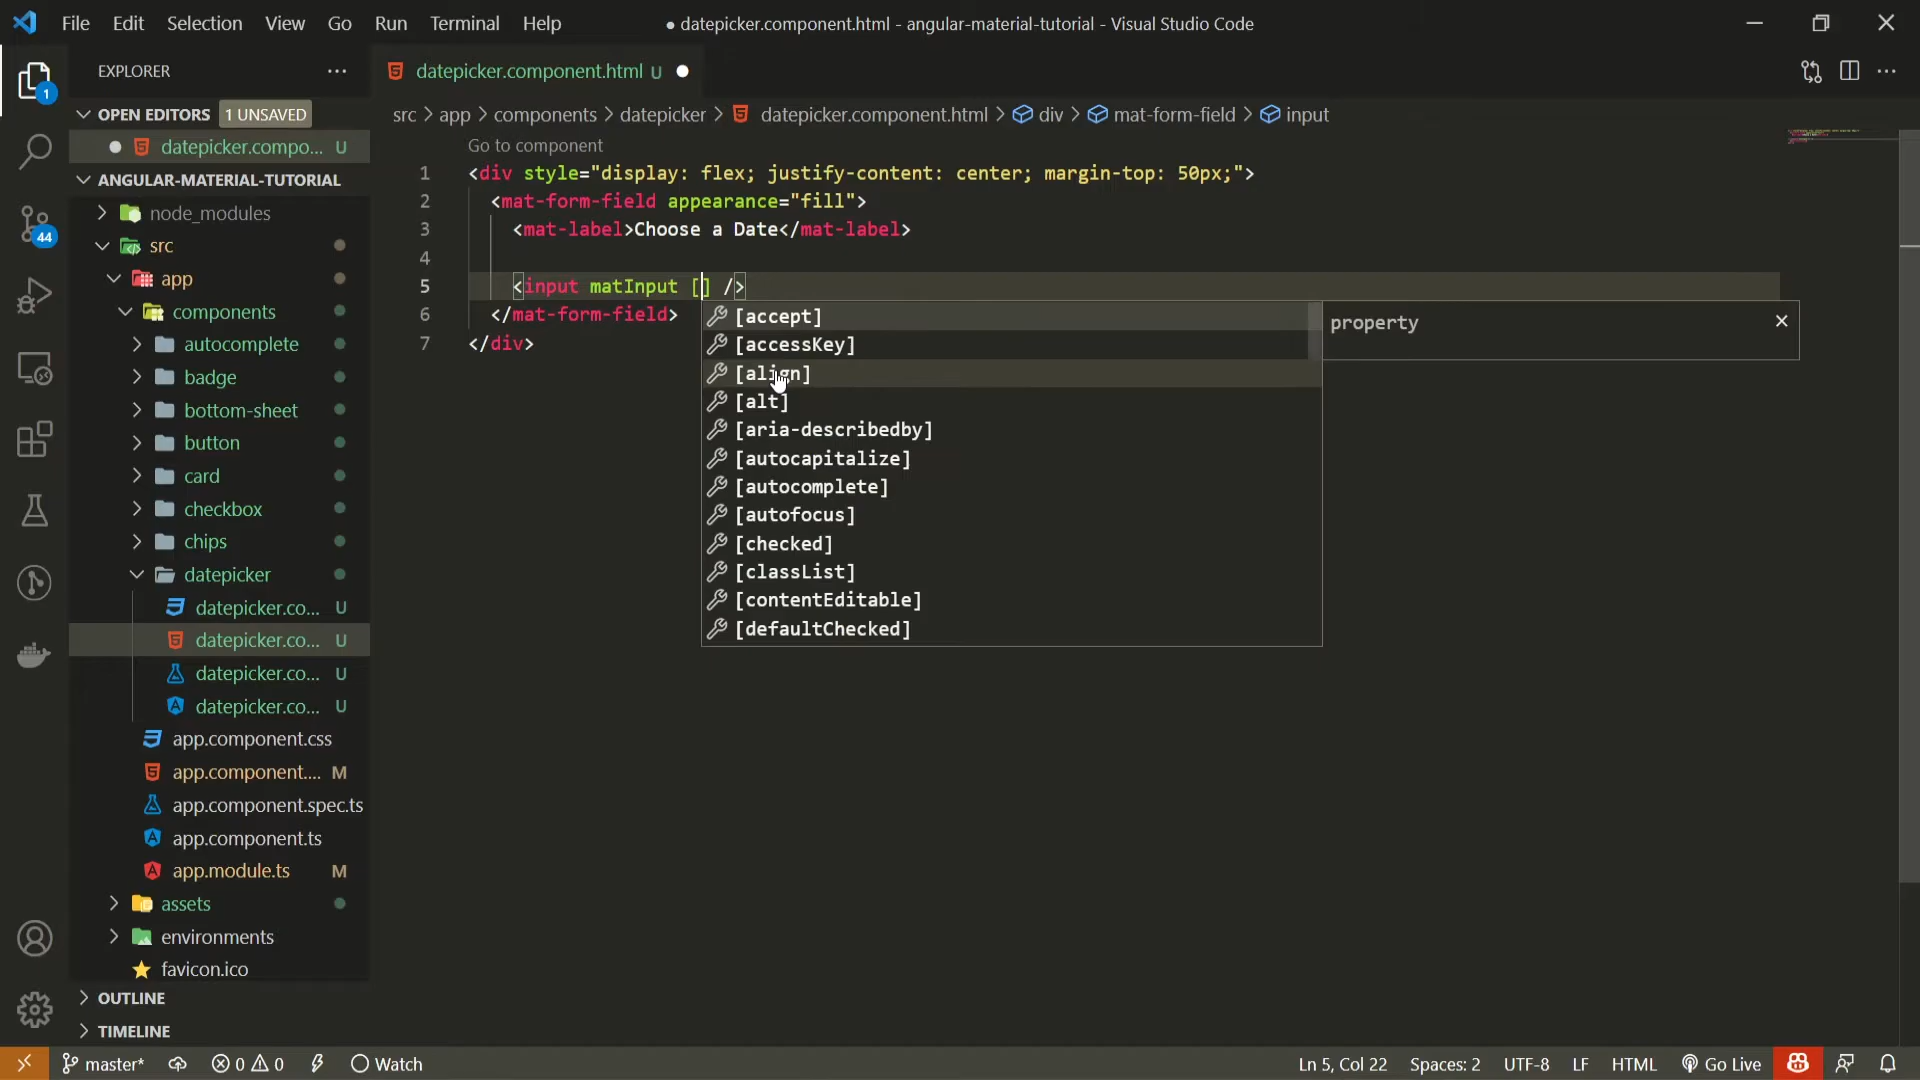 File Edit Selection View Go Run Terminal Help
● datepicker.component.html - angular-material-tutorial - Visual Studio Code
EXPLORER
datepicker.component.html U
OPEN EDITORS 1 UNSAVED
datepicker.compo... U
src > app > components > datepicker > datepicker.component.html > div > mat-form-field > input
ANGULAR-MATERIAL-TUTORIAL
node_modules
src
app
components
autocomplete
badge
bottom-sheet
button
card
checkbox
chips
datepicker
datepicker.co... U
datepicker.co... U
datepicker.co... U
datepicker.co... U
app.component.css
app.component.... M
app.component.spec.ts
app.component.ts
app.module.ts M
assets
environments
favicon.ico
OUTLINE
TIMELINE
1
44
Go to component
1 <div style="display: flex; justify-content: center; margin-top: 50px;">
2 <mat-form-field appearance="fill">
3 <mat-label>Choose a Date</mat-label>
4
5 <input matInput [] />
6 </mat-form-field>
7 </div>
[accept]
[accessKey]
[align]
[alt]
[aria-describedby]
[autocapitalize]
[autocomplete]
[autofocus]
[checked]
[classList]
[contentEditable]
[defaultChecked]
property
master* 0 0 Watch
Ln 5, Col 22 Spaces: 2 UTF-8 LF HTML Go Live